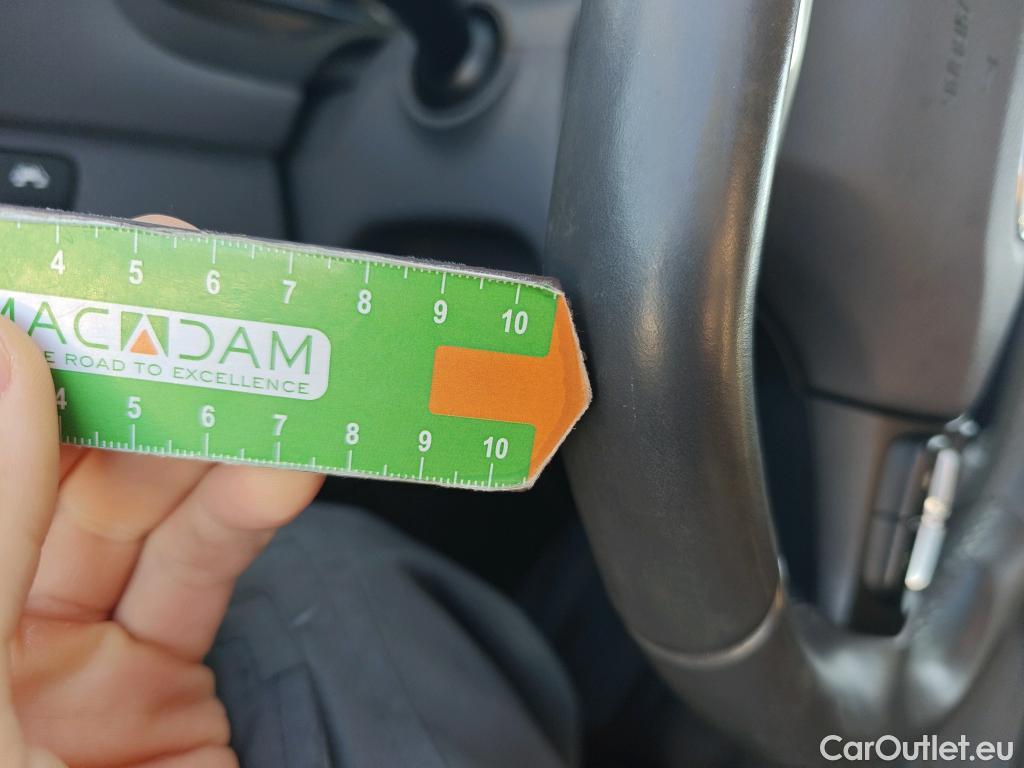 4 5 6 7 8 9 10
MACADAM
E ROAD TO EXCELLENCE
4 5 6 7 8 9 10
CarOutlet.eu